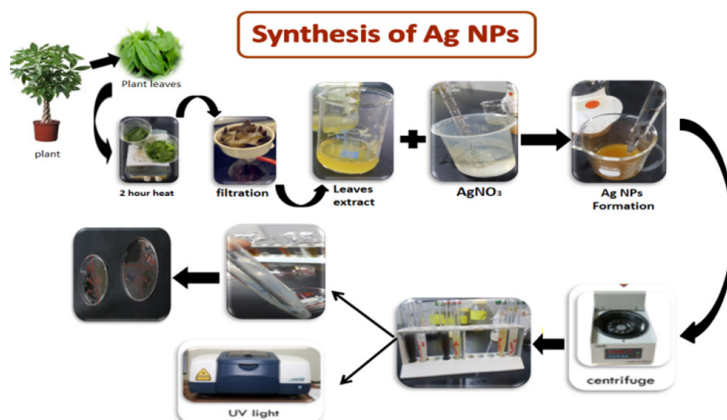 Synthesis of Ag NPs
Plant leaves
plant
2 hour heat
filtration
Leaves
extract
AgNO₃
Ag NPs
Formation
centrifuge
UV light